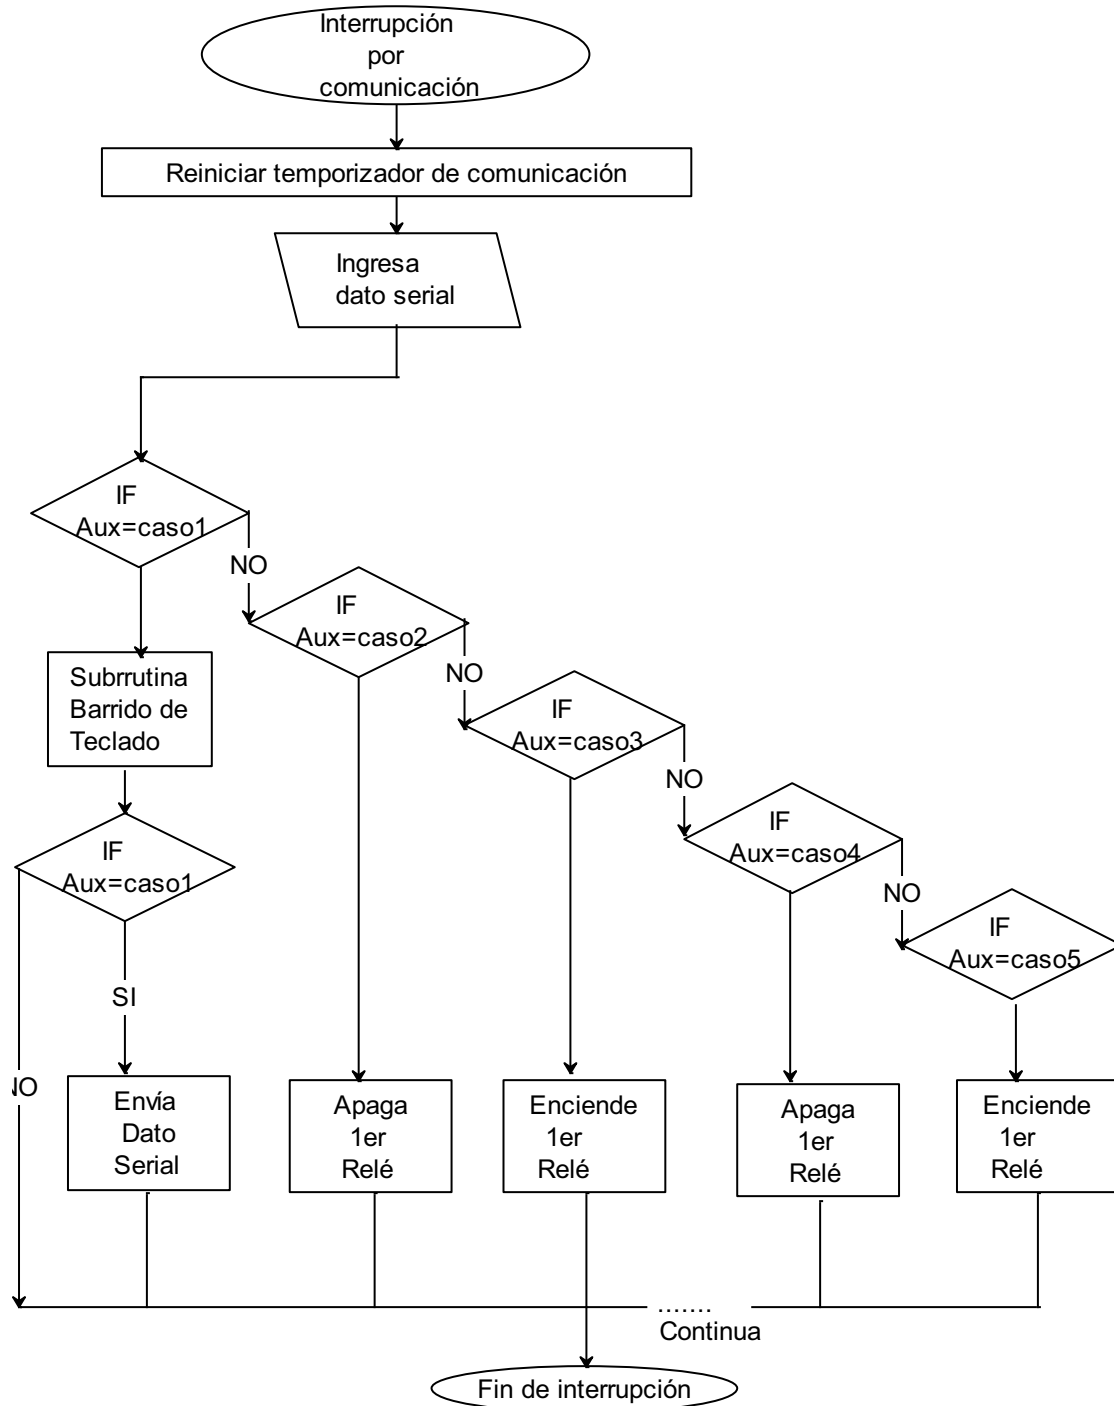 Interrupción
por
comunicación
Reiniciar temporizador de comunicación
Ingresa
dato serial
IF
Aux=caso1
NO
IF
Aux=caso2
NO
Subrrutina
Barrido de
Teclado
IF
Aux=caso3
NO
IF
Aux=caso4
NO
IF
Aux=caso1
IF
Aux=caso5
SI
NO
Envía
Dato
Serial
Apaga
1er
Relé
Enciende
1er
Relé
Apaga
1er
Relé
Enciende
1er
Relé
.......
Continua
Fin de interrupción